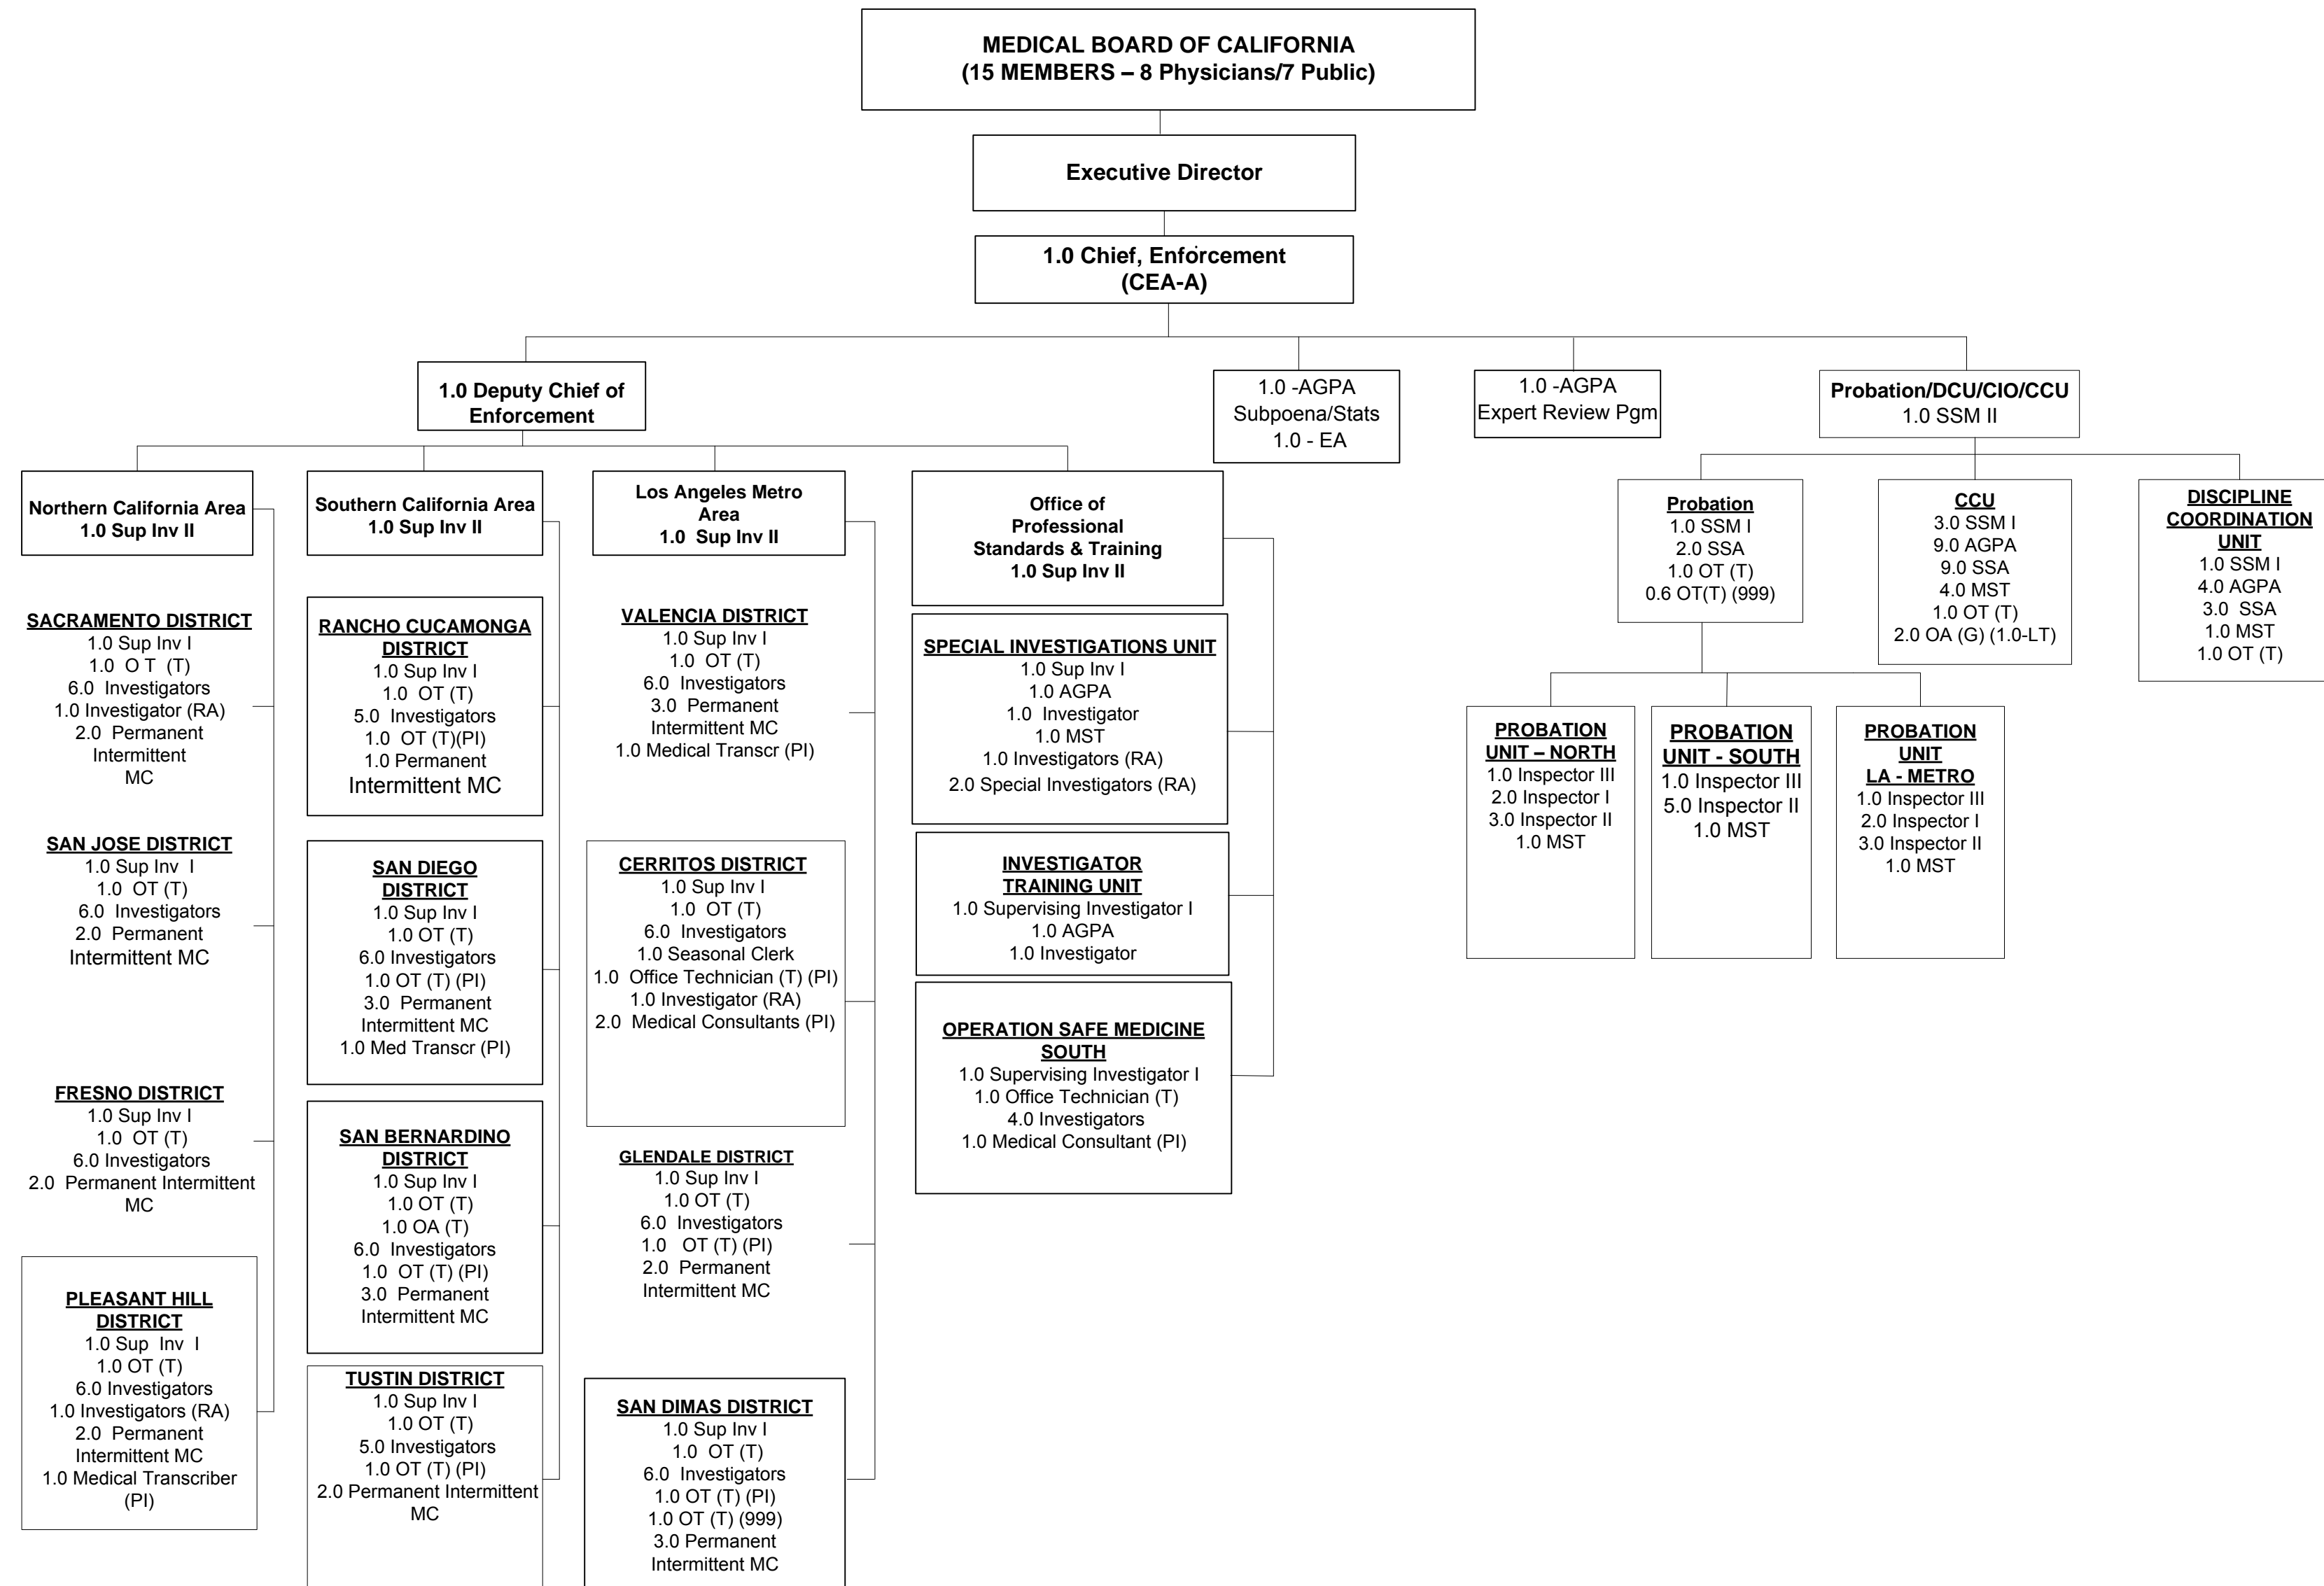 MEDICAL BOARD OF CALIFORNIA
(15 MEMBERS – 8 Physicians/7 Public)
Executive Director
1.0 Chief, Enforcement
(CEA-A)
1.0 Deputy Chief of
Enforcement
1.0 -AGPA
Subpoena/Stats
1.0 - EA
1.0 -AGPA
Expert Review Pgm
Probation/DCU/CIO/CCU
1.0 SSM II
Northern California Area
1.0 Sup Inv II
SACRAMENTO DISTRICT
1.0 Sup Inv I
1.0 O T (T)
6.0 Investigators
1.0 Investigator (RA)
2.0 Permanent
Intermittent
MC
SAN JOSE DISTRICT
1.0 Sup Inv I
1.0 OT (T)
6.0 Investigators
2.0 Permanent
Intermittent MC
FRESNO DISTRICT
1.0 Sup Inv I
1.0 OT (T)
6.0 Investigators
2.0 Permanent Intermittent
MC
PLEASANT HILL
DISTRICT
1.0 Sup Inv I
1.0 OT (T)
6.0 Investigators
1.0 Investigators (RA)
2.0 Permanent
Intermittent MC
1.0 Medical Transcriber
(PI)
Southern California Area
1.0 Sup Inv II
RANCHO CUCAMONGA
DISTRICT
1.0 Sup Inv I
1.0 OT (T)
5.0 Investigators
1.0 OT (T)(PI)
1.0 Permanent
Intermittent MC
SAN DIEGO
DISTRICT
1.0 Sup Inv I
1.0 OT (T)
6.0 Investigators
1.0 OT (T) (PI)
3.0 Permanent
Intermittent MC
1.0 Med Transcr (PI)
SAN BERNARDINO
DISTRICT
1.0 Sup Inv I
1.0 OT (T)
1.0 OA (T)
6.0 Investigators
1.0 OT (T) (PI)
3.0 Permanent
Intermittent MC
TUSTIN DISTRICT
1.0 Sup Inv I
1.0 OT (T)
5.0 Investigators
1.0 OT (T) (PI)
2.0 Permanent Intermittent
MC
Los Angeles Metro
Area
1.0 Sup Inv II
VALENCIA DISTRICT
1.0 Sup Inv I
1.0 OT (T)
6.0 Investigators
3.0 Permanent
Intermittent MC
1.0 Medical Transcr (PI)
CERRITOS DISTRICT
1.0 Sup Inv I
1.0 OT (T)
6.0 Investigators
1.0 Seasonal Clerk
1.0 Office Technician (T) (PI)
1.0 Investigator (RA)
2.0 Medical Consultants (PI)
GLENDALE DISTRICT
1.0 Sup Inv I
1.0 OT (T)
6.0 Investigators
1.0 OT (T) (PI)
2.0 Permanent
Intermittent MC
SAN DIMAS DISTRICT
1.0 Sup Inv I
1.0 OT (T)
6.0 Investigators
1.0 OT (T) (PI)
1.0 OT (T) (999)
3.0 Permanent
Intermittent MC
Office of
Professional
Standards & Training
1.0 Sup Inv II
SPECIAL INVESTIGATIONS UNIT
1.0 Sup Inv I
1.0 AGPA
1.0 Investigator
1.0 MST
1.0 Investigators (RA)
2.0 Special Investigators (RA)
INVESTIGATOR
TRAINING UNIT
1.0 Supervising Investigator I
1.0 AGPA
1.0 Investigator
OPERATION SAFE MEDICINE
SOUTH
1.0 Supervising Investigator I
1.0 Office Technician (T)
4.0 Investigators
1.0 Medical Consultant (PI)
Probation
1.0 SSM I
2.0 SSA
1.0 OT (T)
0.6 OT(T) (999)
CCU
3.0 SSM I
9.0 AGPA
9.0 SSA
4.0 MST
1.0 OT (T)
2.0 OA (G) (1.0-LT)
DISCIPLINE
COORDINATION
UNIT
1.0 SSM I
4.0 AGPA
3.0 SSA
1.0 MST
1.0 OT (T)
PROBATION
UNIT – NORTH
1.0 Inspector III
2.0 Inspector I
3.0 Inspector II
1.0 MST
PROBATION
UNIT - SOUTH
1.0 Inspector III
5.0 Inspector II
1.0 MST
PROBATION
UNIT
LA - METRO
1.0 Inspector III
2.0 Inspector I
3.0 Inspector II
1.0 MST